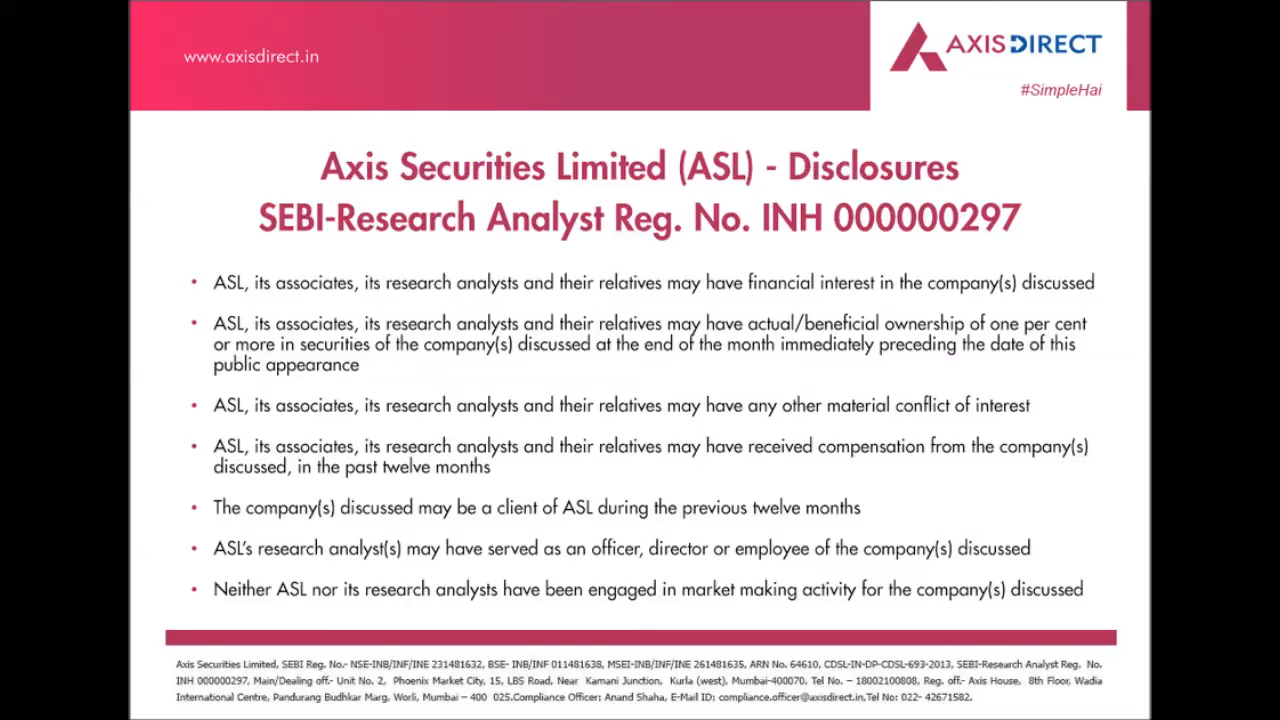 www.axisdirect.in
AXIS DIRECT
#SimpleHai
Axis Securities Limited (ASL) - Disclosures
SEBI-Research Analyst Reg. No. INH 000000297
• ASL, its associates, its research analysts and their relatives may have financial interest in the company(s) discussed
• ASL, its associates, its research analysts and their relatives may have actual/beneficial ownership of one per cent
or more in securities of the company(s) discussed at the end of the month immediately preceding the date of this
public appearance
• ASL, its associates, its research analysts and their relatives may have any other material conflict of interest
• ASL, its associates, its research analysts and their relatives may have received compensation from the company(s)
discussed, in the past twelve months
• The company(s) discussed may be a client of ASL during the previous twelve months
• ASL's research analyst(s) may have served as an officer, director or employee of the company(s) discussed
• Neither ASL nor its research analysts have been engaged in market making activity for the company(s) discussed
Axis Securities Limited, SEBI Reg. No.- NSE-INB/INF/INE 231481632, BSE- INB/INF 011481638, MSEI-INB/INF/INE 261481635, ARN No. 64610, CDSL-IN-DP-CDSL-693-2013, SEBI-Research Analyst Reg. No.
INH 000000297, Main/Dealing off.- Unit No. 2, Phoenix Market City, 15, LBS Road, Near Kamani Junction, Kurla (west), Mumbai-400070, Tel No. – 18002100808, Reg. off.- Axis House, 8th Floor, Wadia
International Centre, Pandurang Budhkar Marg, Worli, Mumbai – 400 025.Compliance Officer: Anand Shaha, E-Mail ID: compliance.officer@axisdirect.in,Tel No: 022- 42671582.